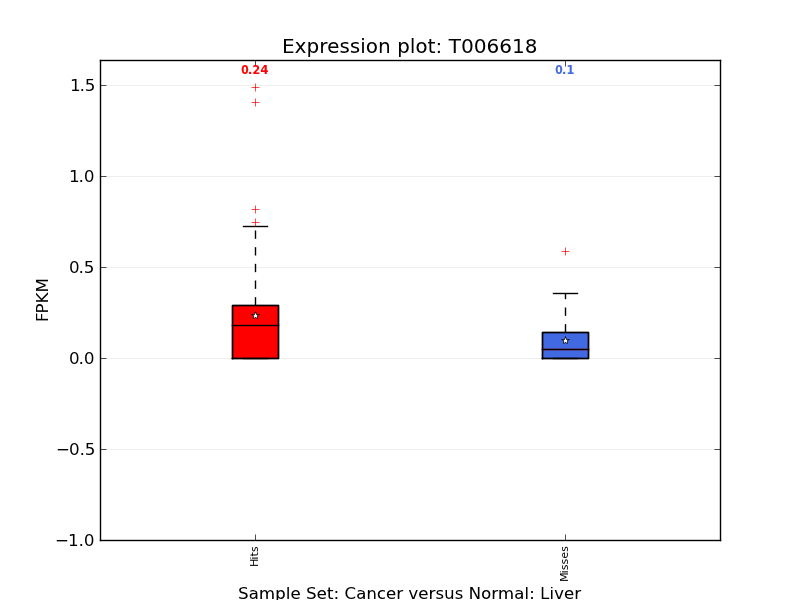 Expression plot: T006618
0.24
0.1
1.5
1.0
0.5
0.0
−0.5
−1.0
FPKM
Hits
Misses
Sample Set: Cancer versus Normal: Liver